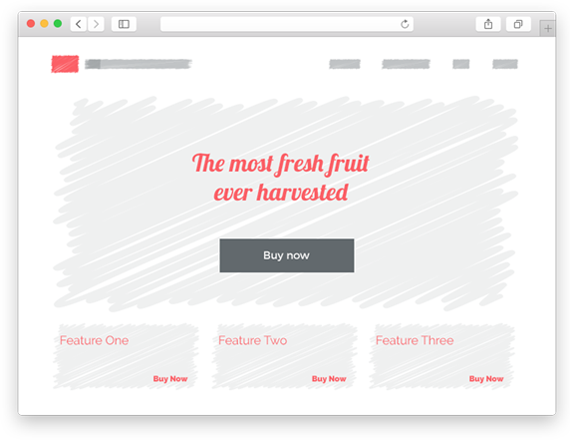 The most fresh fruit
ever harvested
Buy now
Feature One
Buy Now
Feature Two
Buy Now
Feature Three
Buy Now